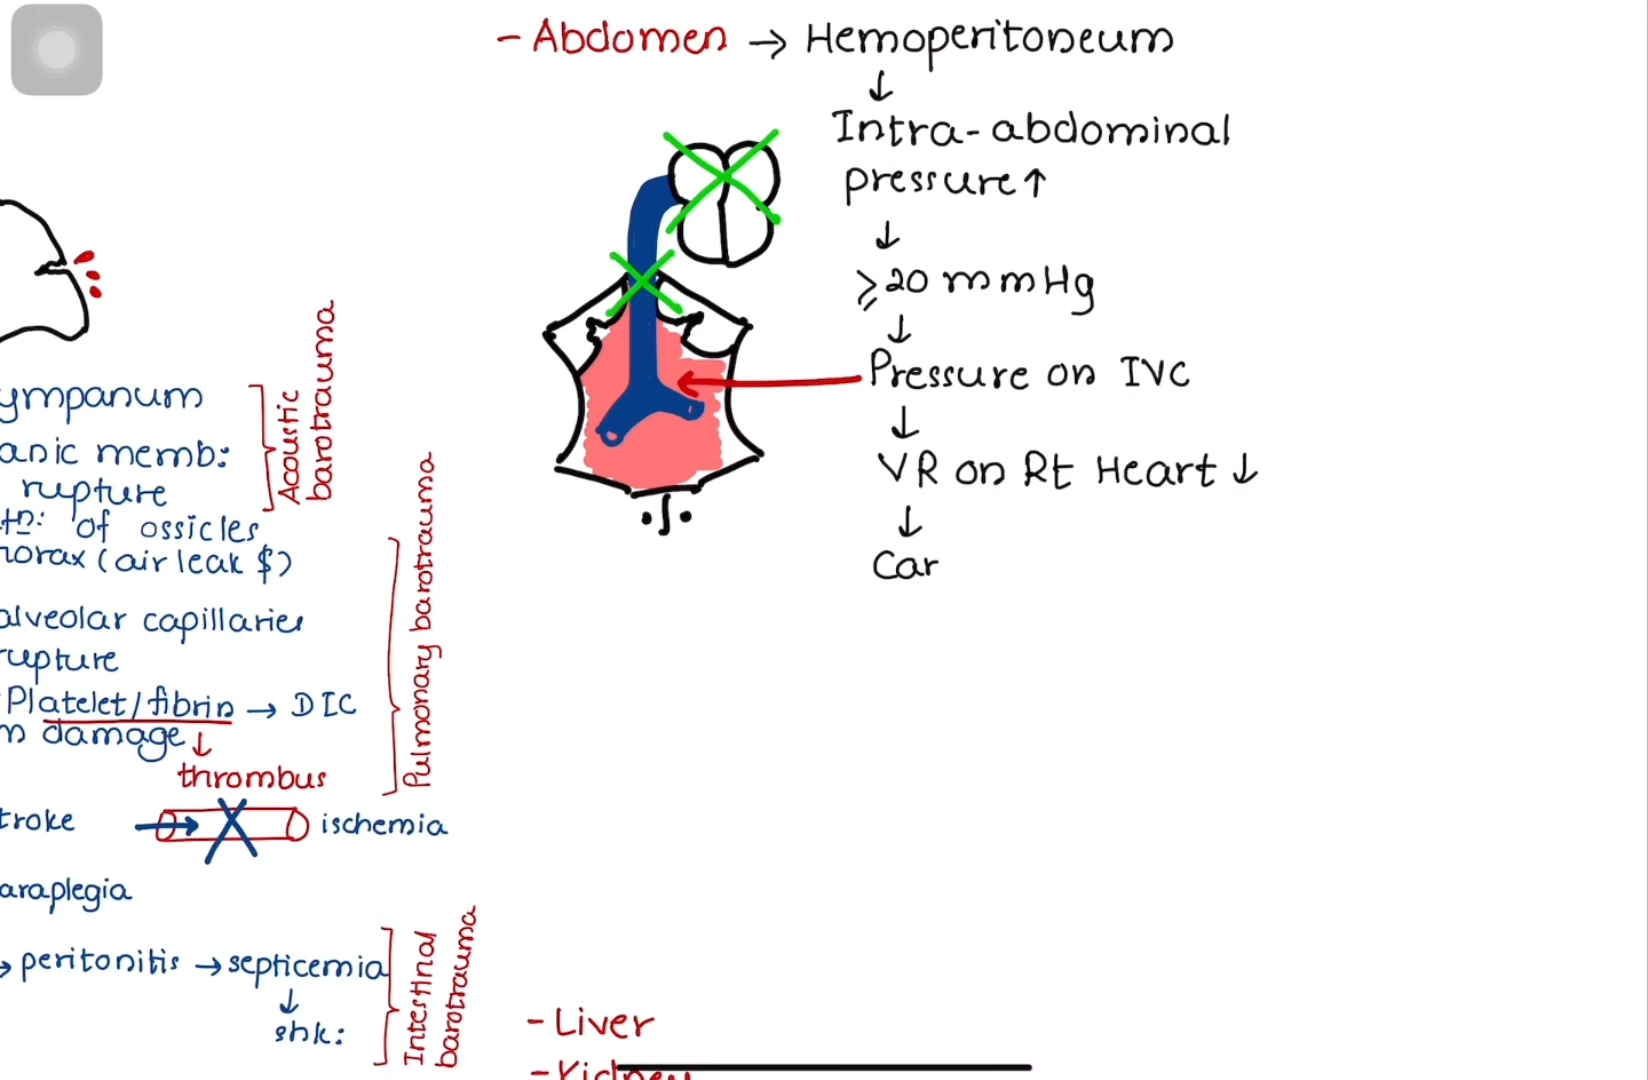 - Abdomen → Hemoperitoneum
↓
Intra-abdominal
pressure↑
↓
≥20 mmHg
↓
Pressure on IVC
↓
VR on Rt Heart ↓
↓
Car
ympanum
anic memb:
rupture
of ossicles
horax (air leak $)
Acoustic
barotrauma
alveolar capillaries
rupture
Platelet/fibrin → DIC
m damage↓
thrombus
Pulmonary barotrauma
troke
ischemia
araplegia
→ peritonitis → septicemia
↓
shk:
Intestinal
barotrauma
- Liver
- Kidney